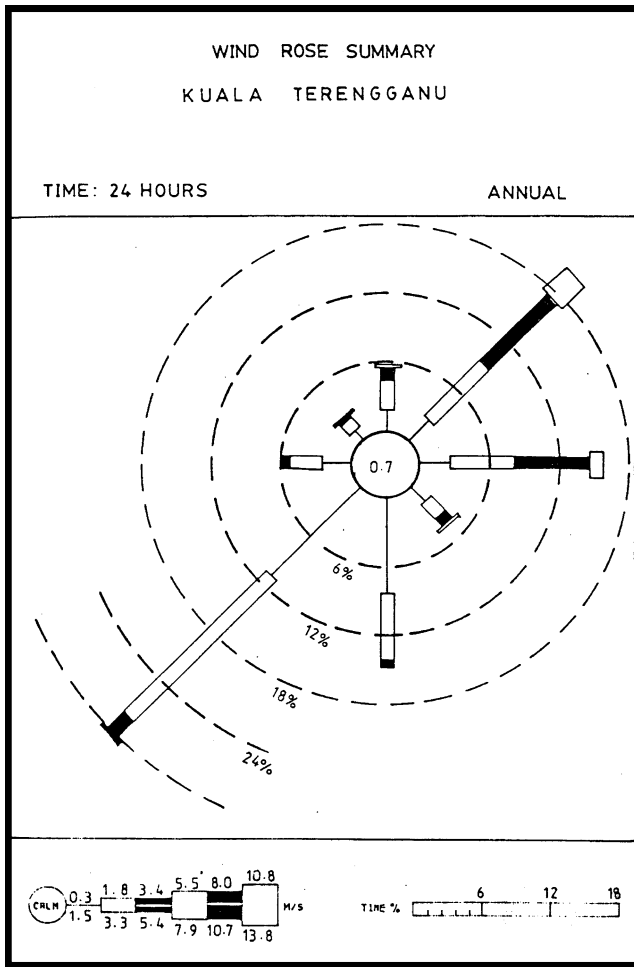 WIND ROSE SUMMARY
KUALA TERENGGANU
TIME: 24 HOURS ANNUAL
0.7
6%
12%
18%
24%
CALM 0.3 1.8 3.4 5.5 8.0 10.8 M/S
1.5 3.3 5.4 7.9 10.7 13.8
TIME % 6 12 18